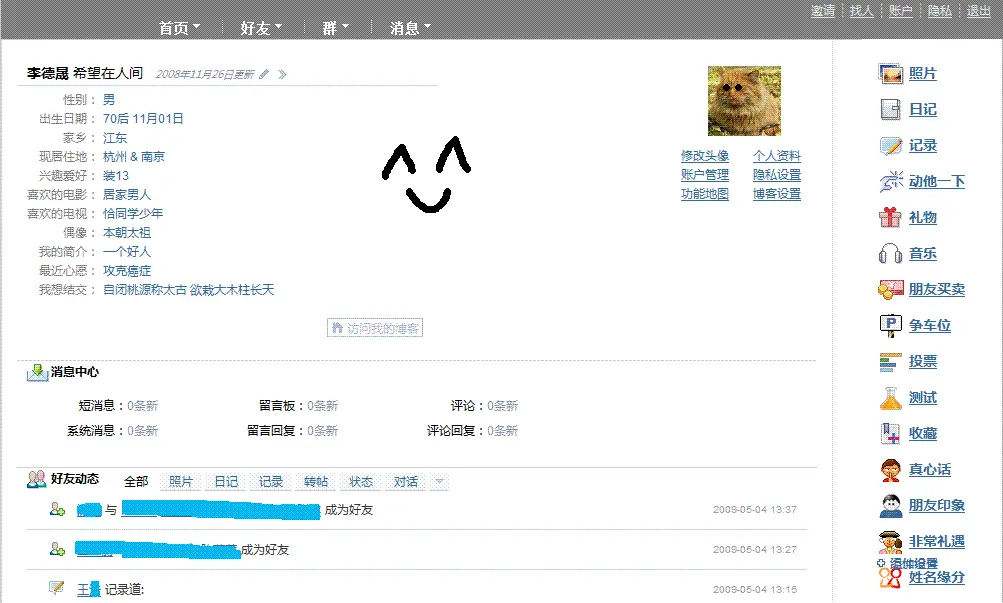 首页 好友 群 消息 邀请 找人 账户 隐私 退出
李德晟 希望在人间 2008年11月26日更新
性别： 男
出生日期： 70后 11月01日
家乡： 江东
现居住地： 杭州 & 南京
兴趣爱好： 装13
喜欢的电影： 居家男人
喜欢的电视： 恰同学少年
偶像： 本朝太祖
我的简介： 一个好人
最近心愿： 攻克癌症
我想结交： 自闭桃源称太古 欲栽大木柱长天
访问我的博客
修改头像 个人资料
账户管理 隐私设置
功能地图 博客设置
消息中心
短消息：0条新 留言板：0条新 评论：0条新
系统消息：0条新 留言回复：0条新 评论回复：0条新
好友动态 全部 照片 日记 记录 转帖 状态 对话
与 成为好友 2009-05-04 13:37
成为好友 2009-05-04 13:27
王 记录道: 2009-05-04 13:15
照片
日记
记录
动他一下
礼物
音乐
朋友买卖
争车位
投票
测试
收藏
真心话
朋友印象
非常礼遇
姓名缘分